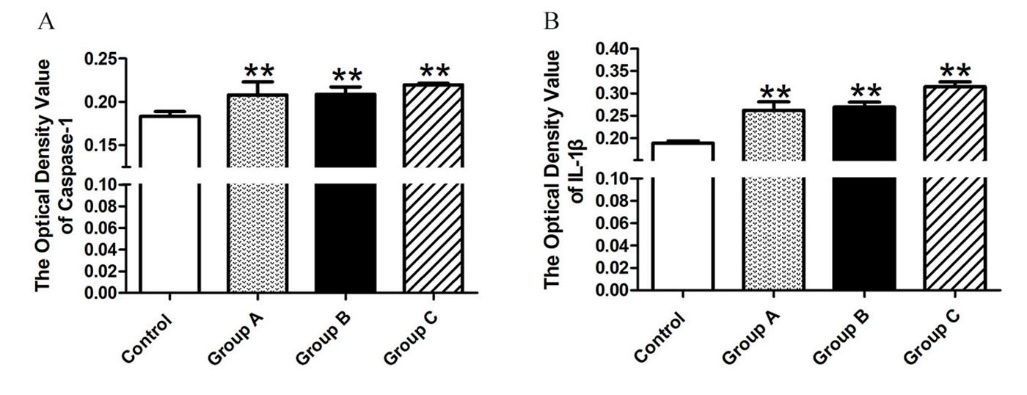 A
The Optical Density Value
of Caspase-1
0.25
0.20
0.15
0.10
0.08
0.06
0.04
0.02
0.00
**
**
**
Control
Group A
Group B
Group C
B
The Optical Density Value
of IL-1β
0.40
0.35
0.30
0.25
0.20
0.10
0.08
0.06
0.04
0.02
0.00
**
**
**
Control
Group A
Group B
Group C